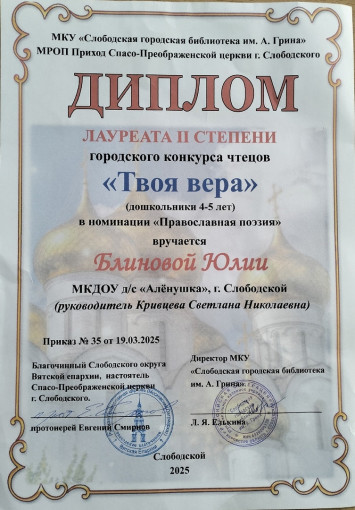 МКУ «Слободская городская библиотека им. А. Грина»
МРОП Приход Спасо-Преображенской церкви г. Слободского
ДИПЛОМ
ЛАУРЕАТА II СТЕПЕНИ
городского конкурса чтецов
«Твоя вера»
(дошкольники 4-5 лет)
в номинации «Православная поэзия»
вручается
Блиновой Юлии
МКДОУ д/с «Алёнушка», г. Слободской
(руководитель Кривцева Светлана Николаевна)
Приказ № 35 от 19.03.2025
Благочинный Слободского округа
Вятской епархии, настоятель
Спасо-Преображенской церкви
г. Слободского.
протоиерей Евгений Смирнов
Директор МКУ
«Слободская городская библиотека
им. А. Грина»
Л. Я. Елькина
Слободской
2025